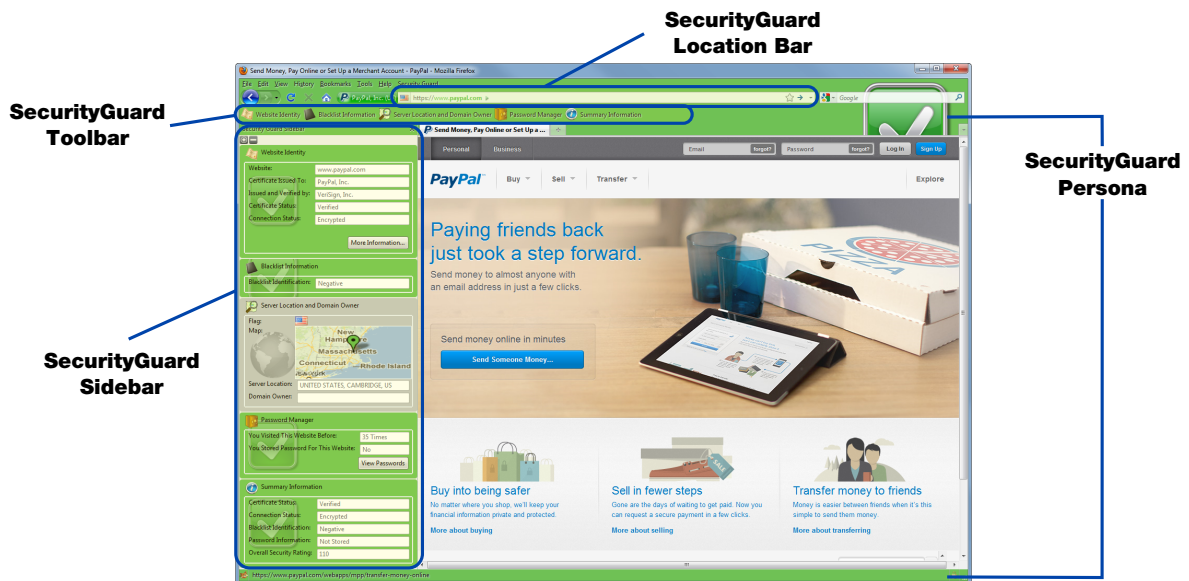 SecurityGuard
Location Bar
SecurityGuard
Toolbar
SecurityGuard
Sidebar
SecurityGuard
Persona
Send Money, Pay Online or Set Up a Merchant Account - PayPal - Mozilla Firefox
File Edit View History Bookmarks Tools Help Security Guard
https://www.paypal.com
Google
Website Identity Blacklist Information Server Location and Domain Owner Password Manager Summary Information
Security Guard Sidebar
Send Money, Pay Online or Set Up a ...
Website Identity
Website: www.paypal.com
Certificate Issued To: PayPal, Inc.
Issued and Verified by: VeriSign, Inc.
Certificate Status: Verified
Connection Status: Encrypted
More Information...
Blacklist Information
Blacklist Identification: Negative
Server Location and Domain Owner
Flag:
Map:
New
Hampshire
Massachusetts
Connecticut
Rhode Island
Server Location: UNITED STATES, CAMBRIDGE, US
Domain Owner:
Password Manager
You Visited This Website Before: 35 Times
You Stored Password For This Website: No
View Passwords
Summary Information
Certificate Status: Verified
Connection Status: Encrypted
Blacklist Identification: Negative
Password Information: Not Stored
Overall Security Rating: 110
Personal Business
Email forgot? Password forgot? Log In Sign Up
PayPal Buy Sell Transfer Explore
Paying friends back
just took a step forward.
Send money to almost anyone with
an email address in just a few clicks.
Send money online in minutes
Send Someone Money...
PIZZA
SALE
Buy into being safer
No matter where you shop, we'll keep your
financial information private and protected.
More about buying
Sell in fewer steps
Gone are the days of waiting to get paid. Now you
can request a secure payment in a few clicks.
More about selling
Transfer money to friends
Money is easier between friends when it's this
simple to send them money.
More about transferring
https://www.paypal.com/webapps/mpp/transfer-money-online